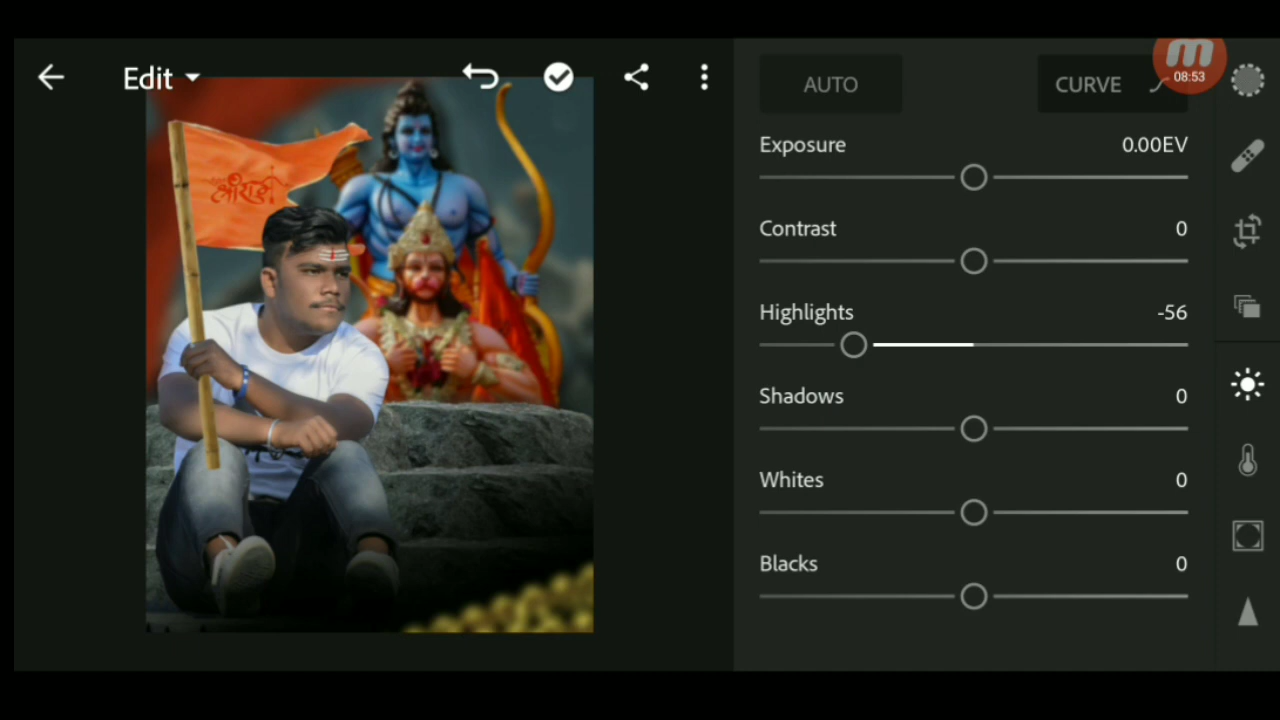 Edit
AUTO
CURVE
08:53
Exposure 0.00EV
Contrast 0
Highlights -56
Shadows 0
Whites 0
Blacks 0